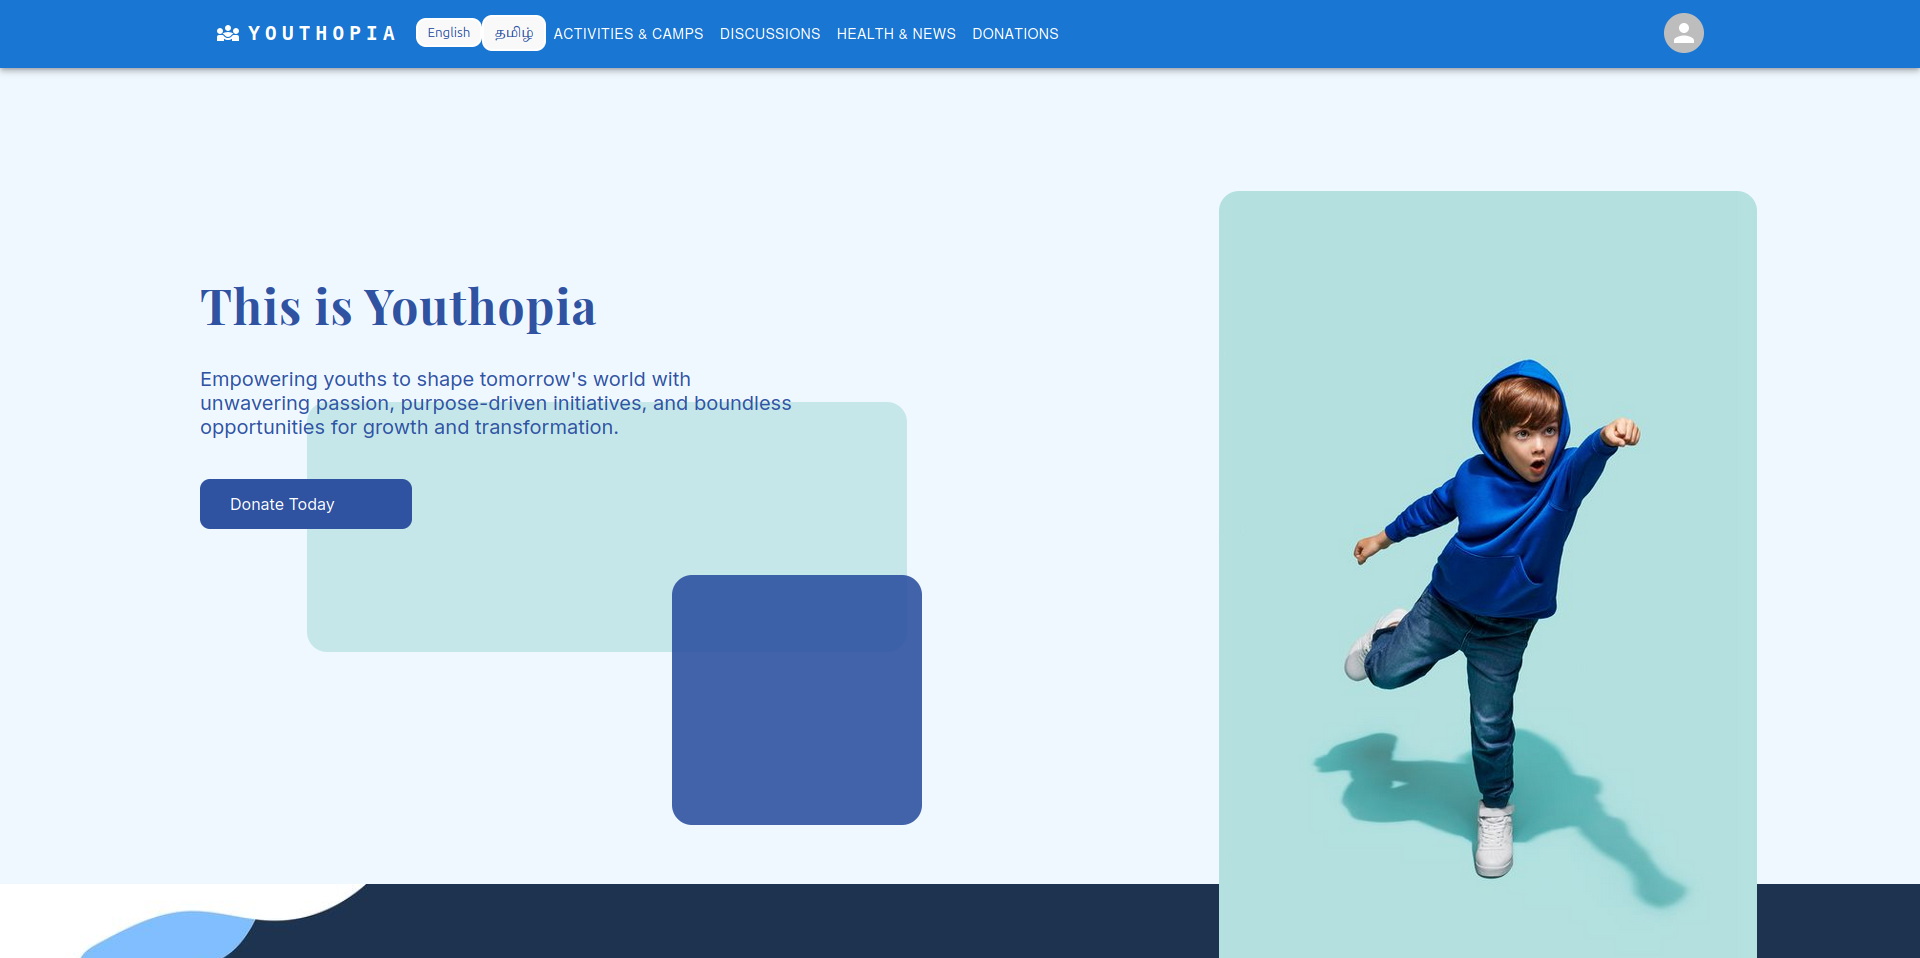 YOUTHOPIA
English
தமிழ்
ACTIVITIES & CAMPS
DISCUSSIONS
HEALTH & NEWS
DONATIONS
This is Youthopia
Empowering youths to shape tomorrow's world with
unwavering passion, purpose-driven initiatives, and boundless
opportunities for growth and transformation.
Donate Today